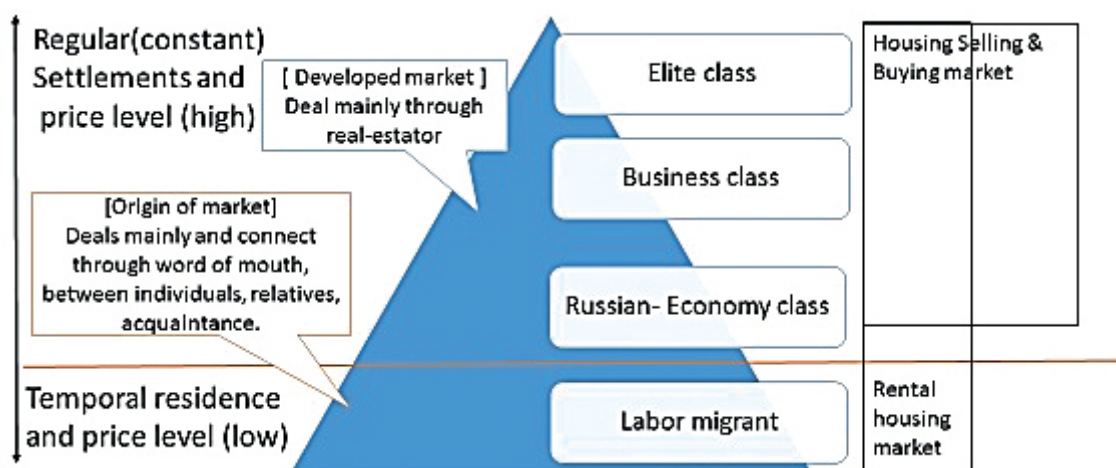 Regular(constant)
Settlements and
price level (high)
[ Developed market ]
Deal mainly through
real-estator
Elite class
Housing Selling &
Buying market
Business class
[Origin of market]
Deals mainly and connect
through word of mouth,
between individuals, relatives,
acquaintance.
Russian- Economy class
Temporal residence
and price level (low)
Labor migrant
Rental
housing
market